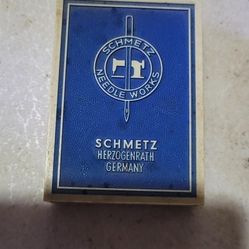 SCHMETZ
NEEDLE WORKS
SCHMETZ
HERZOGENRATH
GERMANY